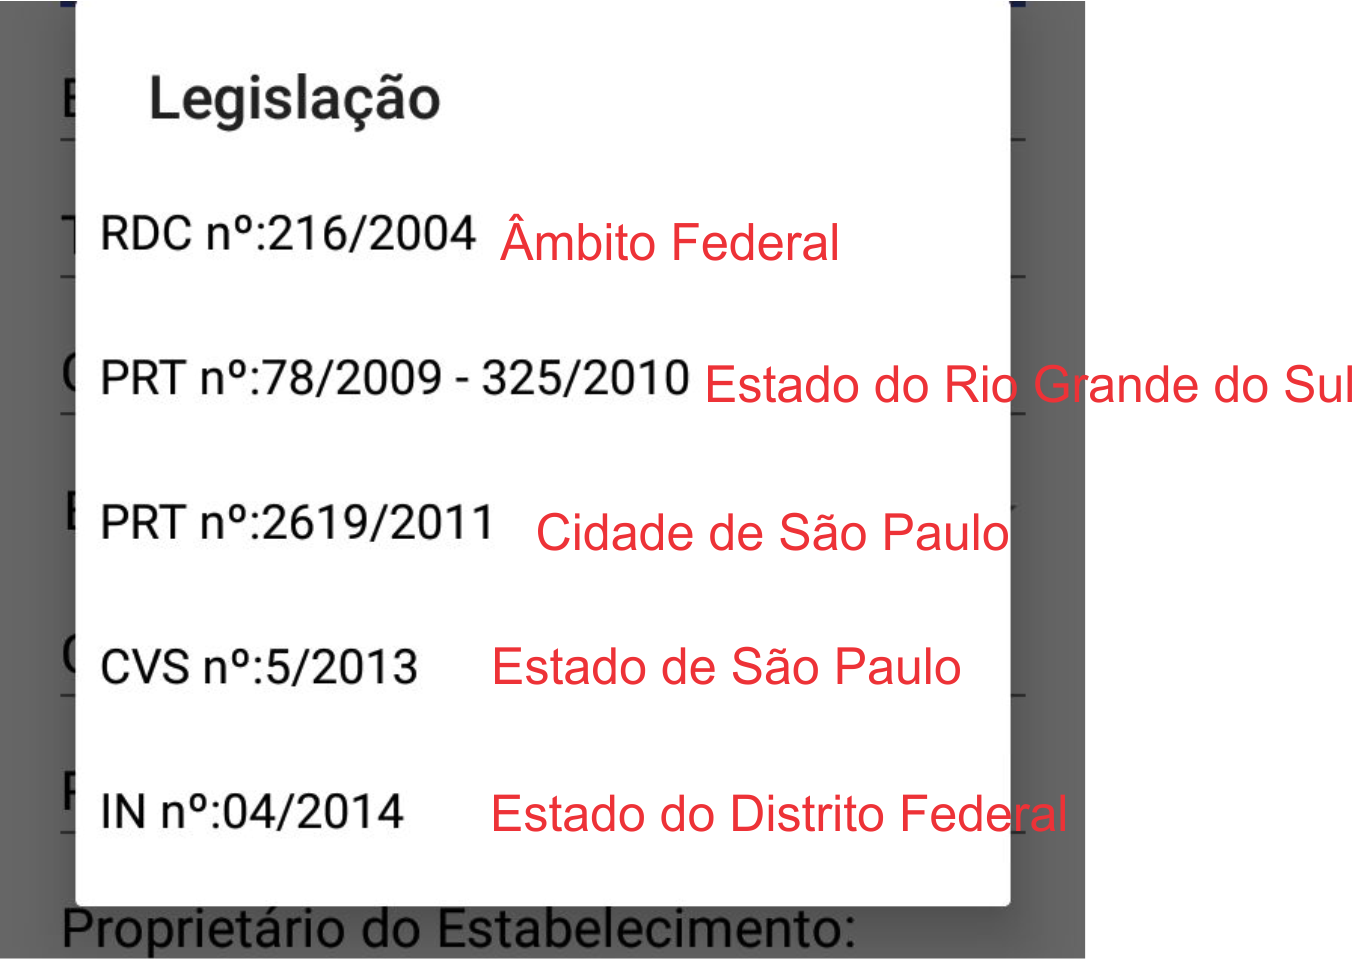 Legislação
RDC nº:216/2004 Âmbito Federal
PRT nº:78/2009 - 325/2010 Estado do Rio Grande do Sul
PRT nº:2619/2011 Cidade de São Paulo
CVS nº:5/2013 Estado de São Paulo
IN nº:04/2014 Estado do Distrito Federal
Proprietário do Estabelecimento: